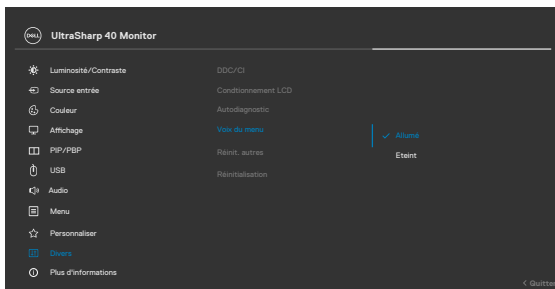 DELL UltraSharp 40 Monitor
Luminosité/Contraste DDC/CI
Source entrée Condtionnement LCD
Couleur Autodiagnostic
Affichage Voix du menu Allumé
PIP/PBP Réinit. autres Eteint
USB Réinitialisation
Audio
Menu
Personnaliser
Divers
Plus d'informations
< Quitter